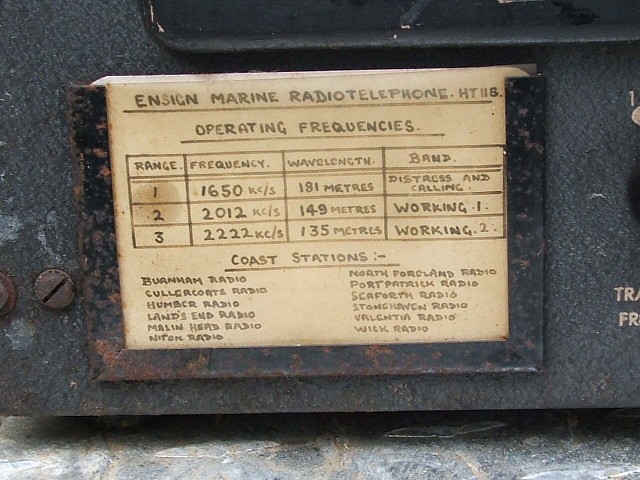 ENSIGN MARINE RADIOTELEPHONE. HT11B.
OPERATING FREQUENCIES.
RANGE. FREQUENCY. WAVELENGTH. BAND.
1 1650 KC/S 181 METRES DISTRESS AND CALLING.
2 2012 KC/S 149 METRES WORKING .1.
3 2222 KC/S 135 METRES WORKING.2.
COAST STATIONS:-
BURNHAM RADIO NORTH FORELAND RADIO
CULLERCOATS RADIO PORTPATRICK RADIO
HUMBER RADIO SEAFORTH RADIO
LAND'S END RADIO STONEHAVEN RADIO
MALIN HEAD RADIO VALENTIA RADIO
NITON RADIO WICK RADIO
1